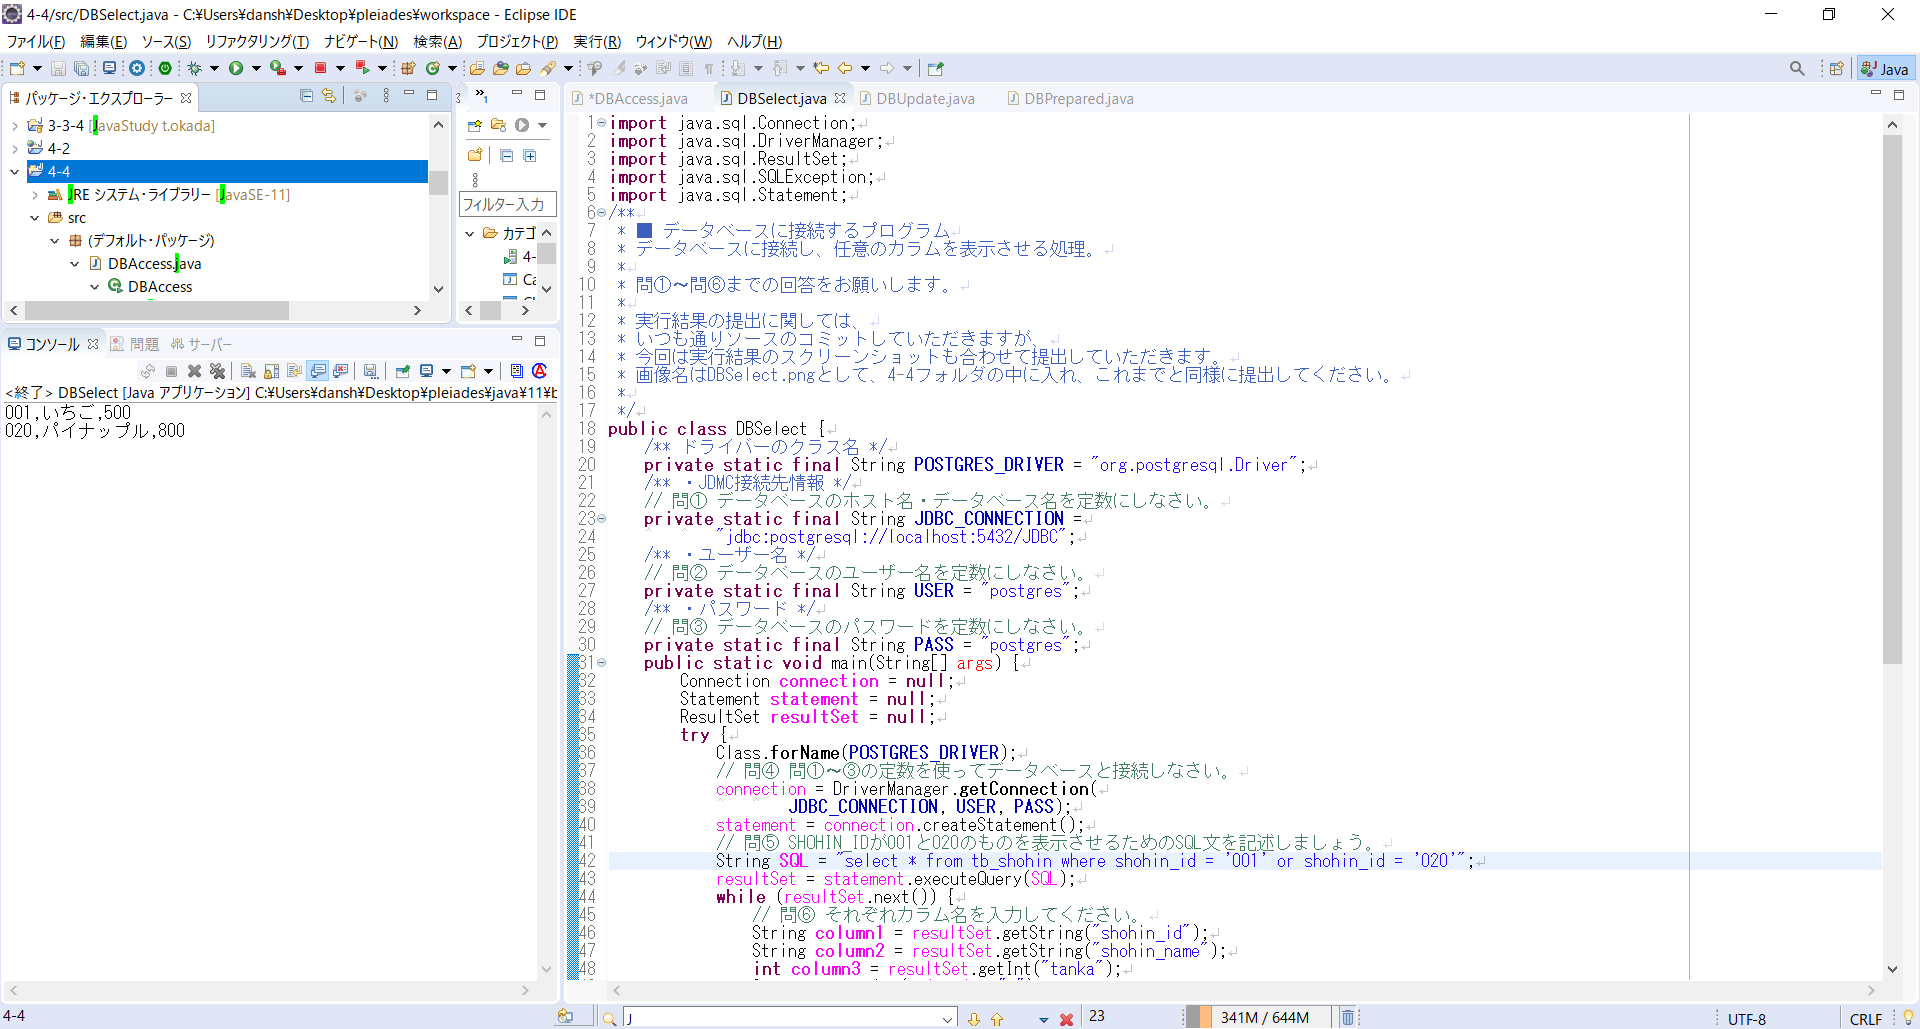 4-4/src/DBSelect.java - C:¥Users¥dansh¥Desktop¥pleiades¥workspace - Eclipse IDE
ファイル(F) 編集(E) ソース(S) リファクタリング(T) ナビゲート(N) 検索(A) プロジェクト(P) 実行(R) ウィンドウ(W) ヘルプ(H)
Java
パッケージ・エクスプローラー
3-3-4 [JavaStudy t.okada]
4-2
4-4
JRE システム・ライブラリー [JavaSE-11]
src
(デフォルト・パッケージ)
DBAccess.java
DBAccess
»1
フィルター入力
カテゴ
4-
Ca
コンソール 問題 サーバー
<終了> DBSelect [Java アプリケーション] C:¥Users¥dansh¥Desktop¥pleiades¥java¥11¥b
001,いちご,500
020,パイナップル,800
*DBAccess.java DBSelect.java DBUpdate.java DBPrepared.java
1 import java.sql.Connection;
2 import java.sql.DriverManager;
3 import java.sql.ResultSet;
4 import java.sql.SQLException;
5 import java.sql.Statement;
6 /**
7 * ■ データベースに接続するプログラム
8 * データベースに接続し、任意のカラムを表示させる処理。
9 *
10 * 問①～問⑥までの回答をお願いします。
11 *
12 * 実行結果の提出に関しては、
13 * いつも通りソースのコミットしていただきますが、
14 * 今回は実行結果のスクリーンショットも合わせて提出していただきます。
15 * 画像名はDBSelect.pngとして、4-4フォルダの中に入れ、これまでと同様に提出してください。
16 *
17 */
18 public class DBSelect {
19 /** ドライバーのクラス名 */
20 private static final String POSTGRES_DRIVER = "org.postgresql.Driver";
21 /** ・JDMC接続先情報 */
22 // 問① データベースのホスト名・データベース名を定数にしなさい。
23 private static final String JDBC_CONNECTION =
24 "jdbc:postgresql://localhost:5432/JDBC";
25 /** ・ユーザー名 */
26 // 問② データベースのユーザー名を定数にしなさい。
27 private static final String USER = "postgres";
28 /** ・パスワード */
29 // 問③ データベースのパスワードを定数にしなさい。
30 private static final String PASS = "postgres";
31 public static void main(String[] args) {
32 Connection connection = null;
33 Statement statement = null;
34 ResultSet resultSet = null;
35 try {
36 Class.forName(POSTGRES_DRIVER);
37 // 問④ 問①～③の定数を使ってデータベースと接続しなさい。
38 connection = DriverManager.getConnection(
39 JDBC_CONNECTION, USER, PASS);
40 statement = connection.createStatement();
41 // 問⑤ SHOHIN_IDが001と020のものを表示させるためのSQL文を記述しましょう。
42 String SQL = "select * from tb_shohin where shohin_id = '001' or shohin_id = '020'";
43 resultSet = statement.executeQuery(SQL);
44 while (resultSet.next()) {
45 // 問⑥ それぞれカラム名を入力してください。
46 String column1 = resultSet.getString("shohin_id");
47 String column2 = resultSet.getString("shohin_name");
48 int column3 = resultSet.getInt("tanka");
4-4
J
23
341M / 644M
UTF-8
CRLF